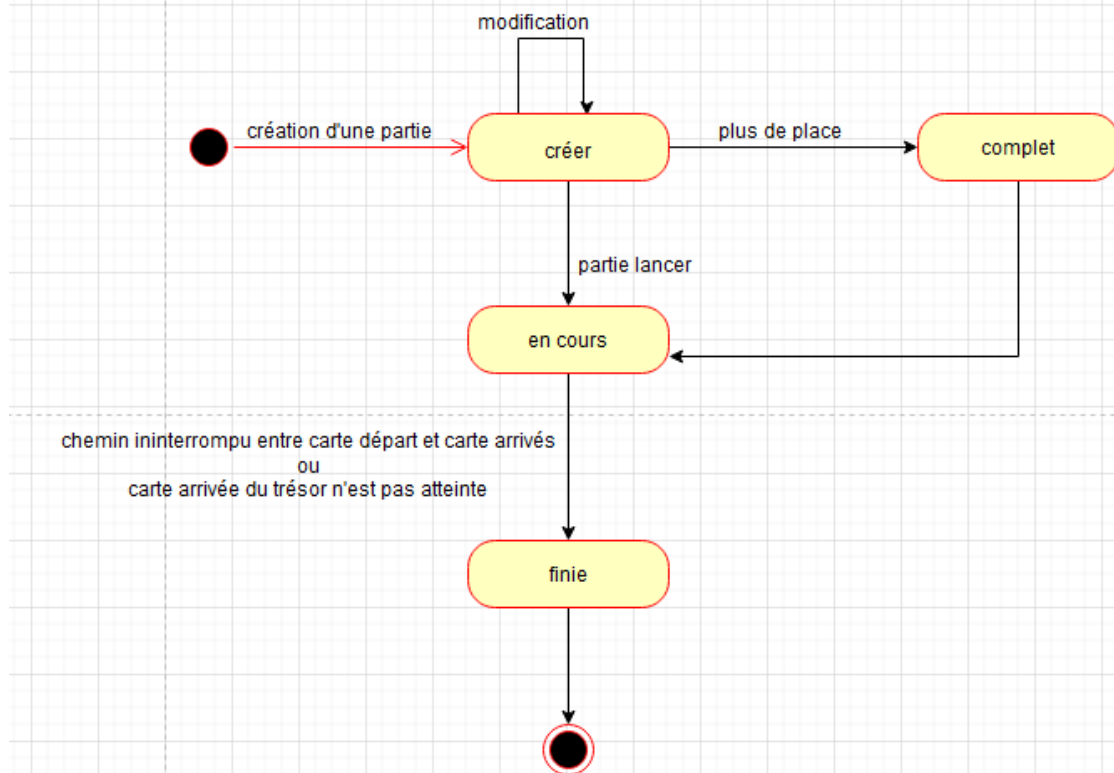 modification
création d'une partie
créer
plus de place
complet
partie lancer
en cours
chemin ininterrompu entre carte départ et carte arrivés
ou
carte arrivée du trésor n'est pas atteinte
finie